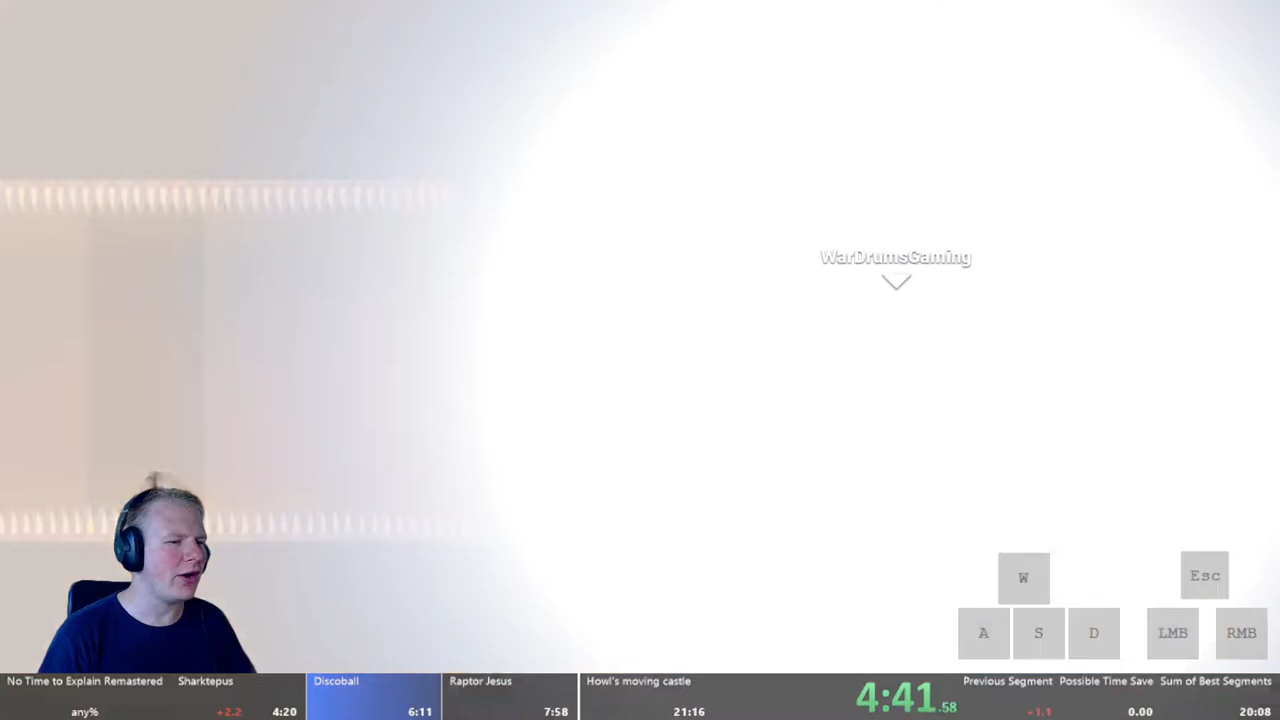 WarDrumsGaming
W
Esc
A
S
D
LMB
RMB
No Time to Explain Remastered
any%
Sharktepus
+2.2
4:20
Discoball
6:11
Raptor Jesus
7:58
Howl's moving castle
21:16
4:41.58
Previous Segment
+1.1
Possible Time Save
0.00
Sum of Best Segments
20:08